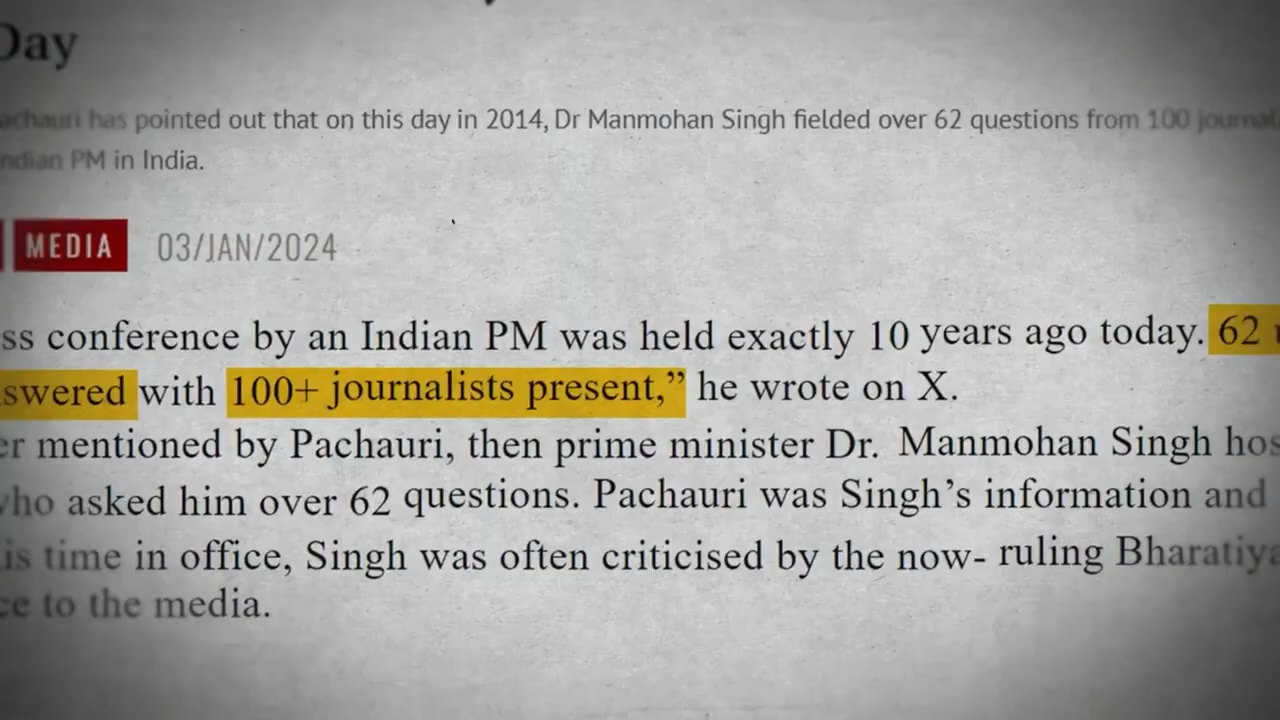 Day
achauri has pointed out that on this day in 2014, Dr Manmohan Singh fielded over 62 questions from 100 journal
ndian PM in India.
MEDIA 03/JAN/2024
ss conference by an Indian PM was held exactly 10 years ago today. 62
swered with 100+ journalists present,” he wrote on X.
er mentioned by Pachauri, then prime minister Dr. Manmohan Singh hos
who asked him over 62 questions. Pachauri was Singh’s information and
is time in office, Singh was often criticised by the now- ruling Bharatiya
ce to the media.